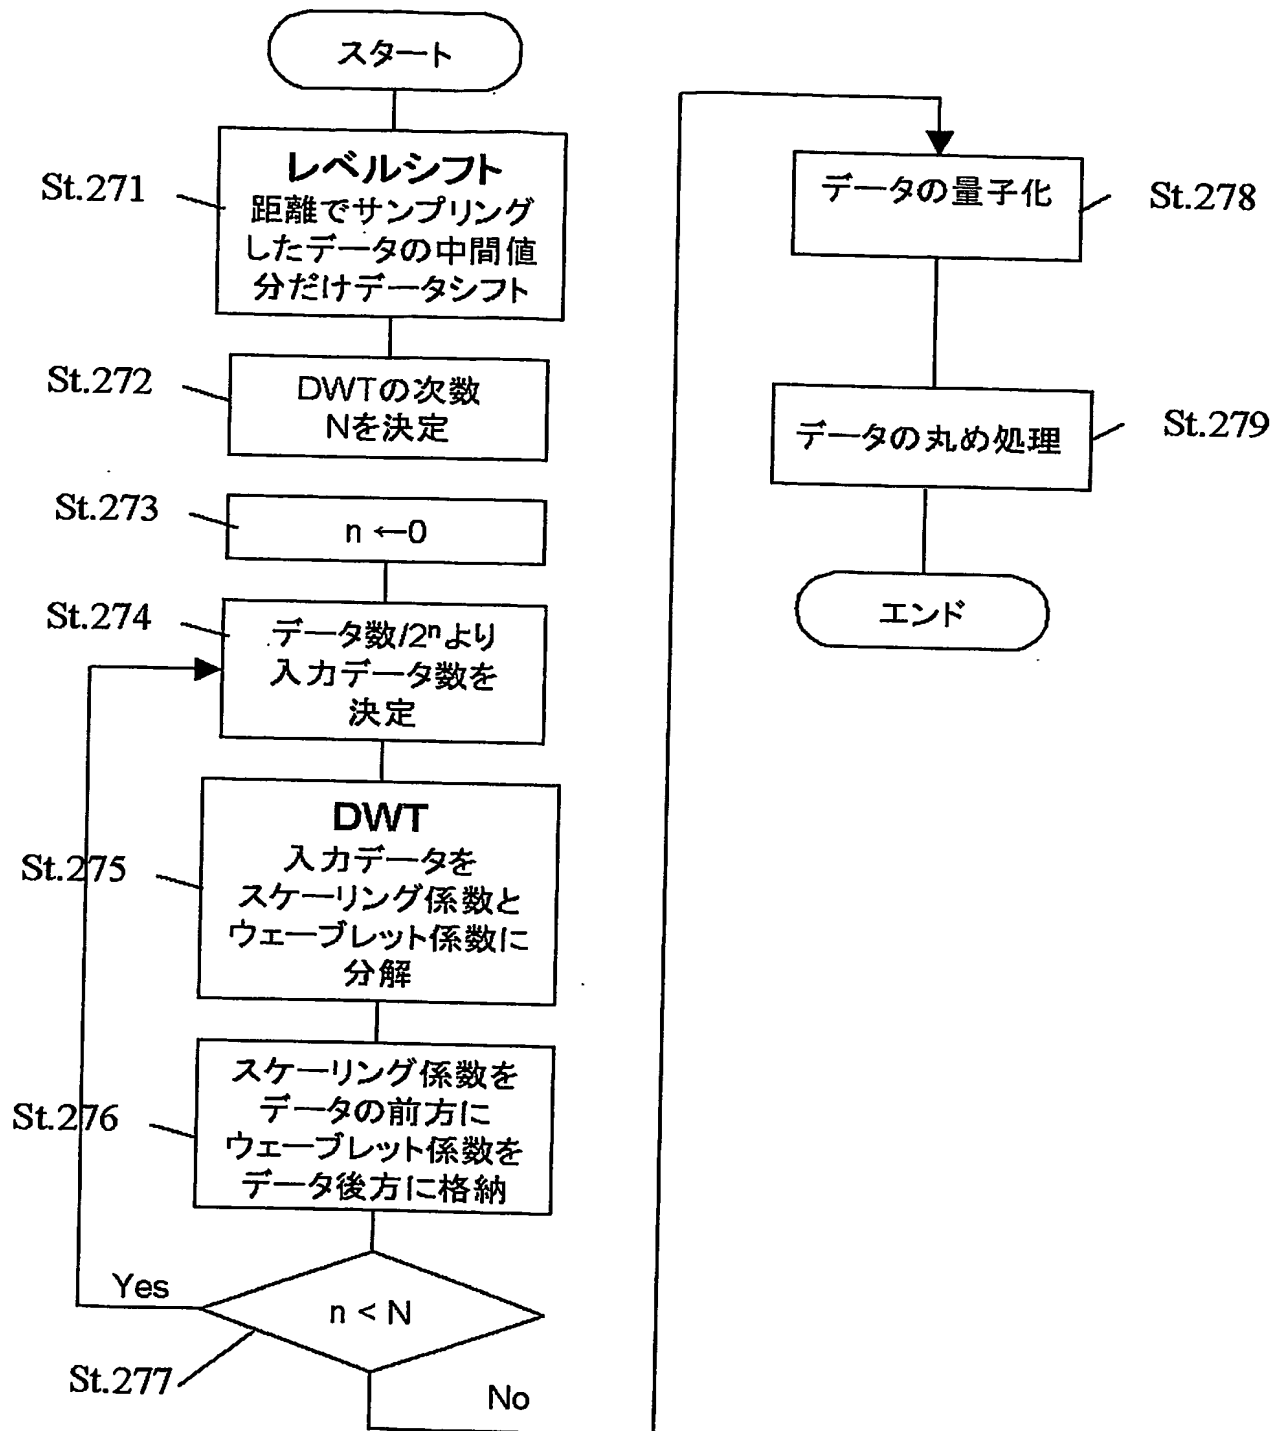 スタート
St.271
レベルシフト
距離でサンプリング
したデータの中間値
分だけデータシフト
St.272
DWTの次数
Nを決定
St.273
n ←0
St.274
データ数/2ⁿより
入力データ数を
決定
St.275
DWT
入力データを
スケーリング係数と
ウェーブレット係数に
分解
St.276
スケーリング係数を
データの前方に
ウェーブレット係数を
データ後方に格納
Yes
n < N
St.277
No
データの量子化
St.278
データの丸め処理
St.279
エンド